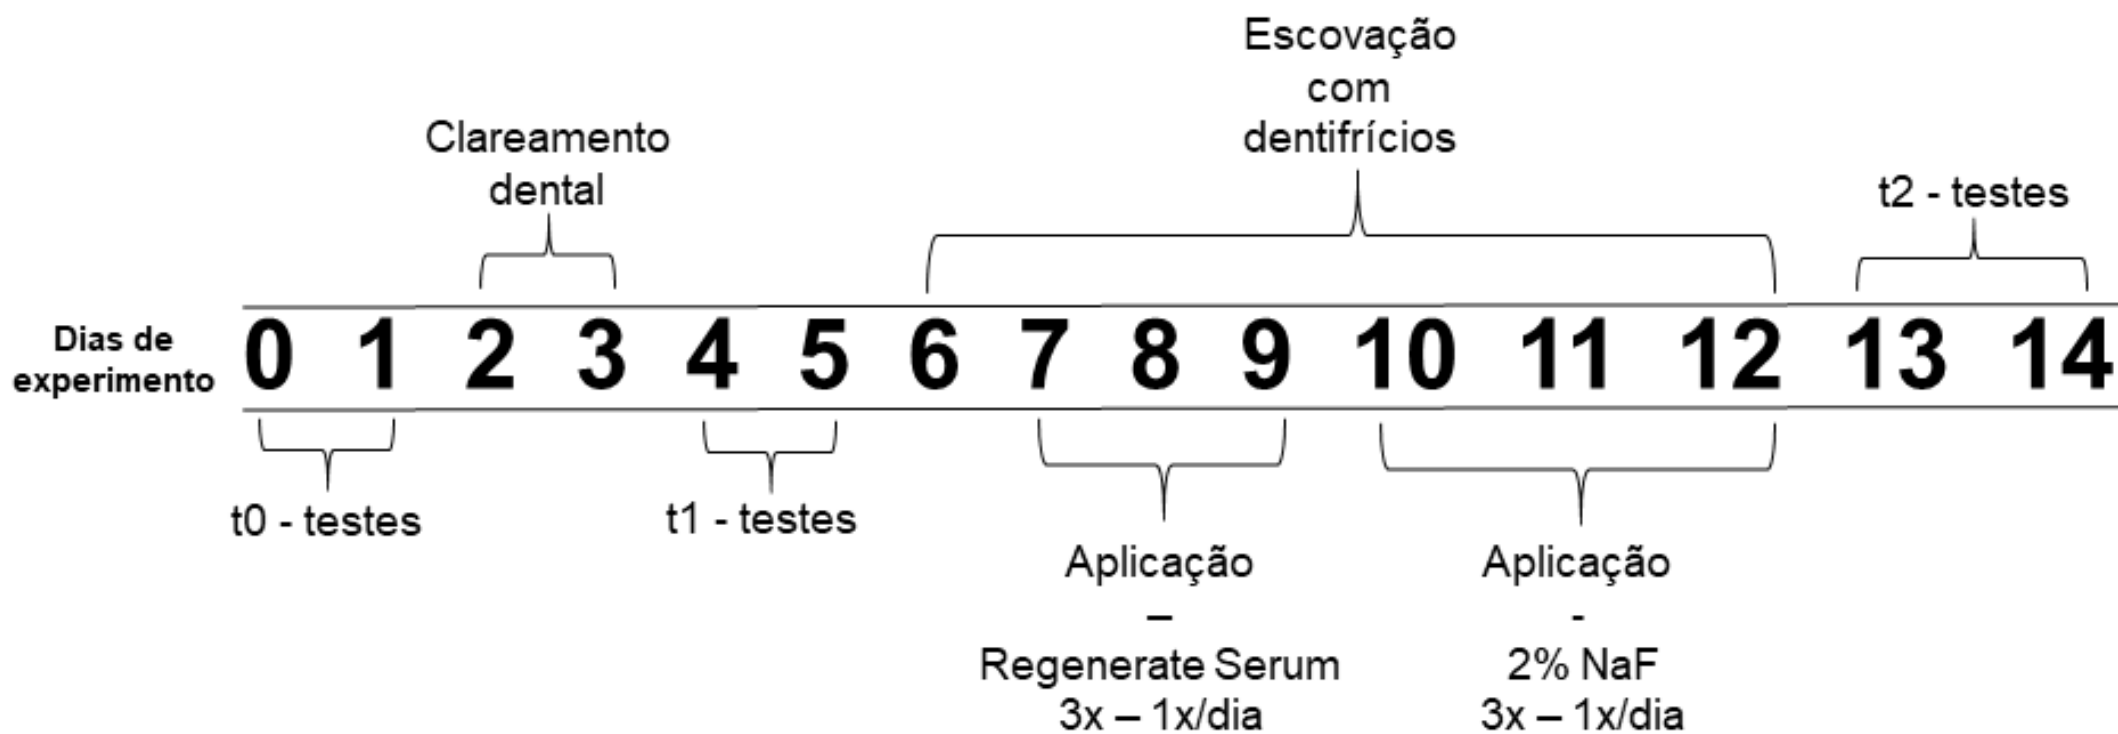 Escovação
com
dentifrícios
Clareamento
dental
t2 - testes
Dias de
experimento
0 1 2 3 4 5 6 7 8 9 10 11 12 13 14
t0 - testes
t1 - testes
Aplicação
–
Regenerate Serum
3x – 1x/dia
Aplicação
-
2% NaF
3x – 1x/dia